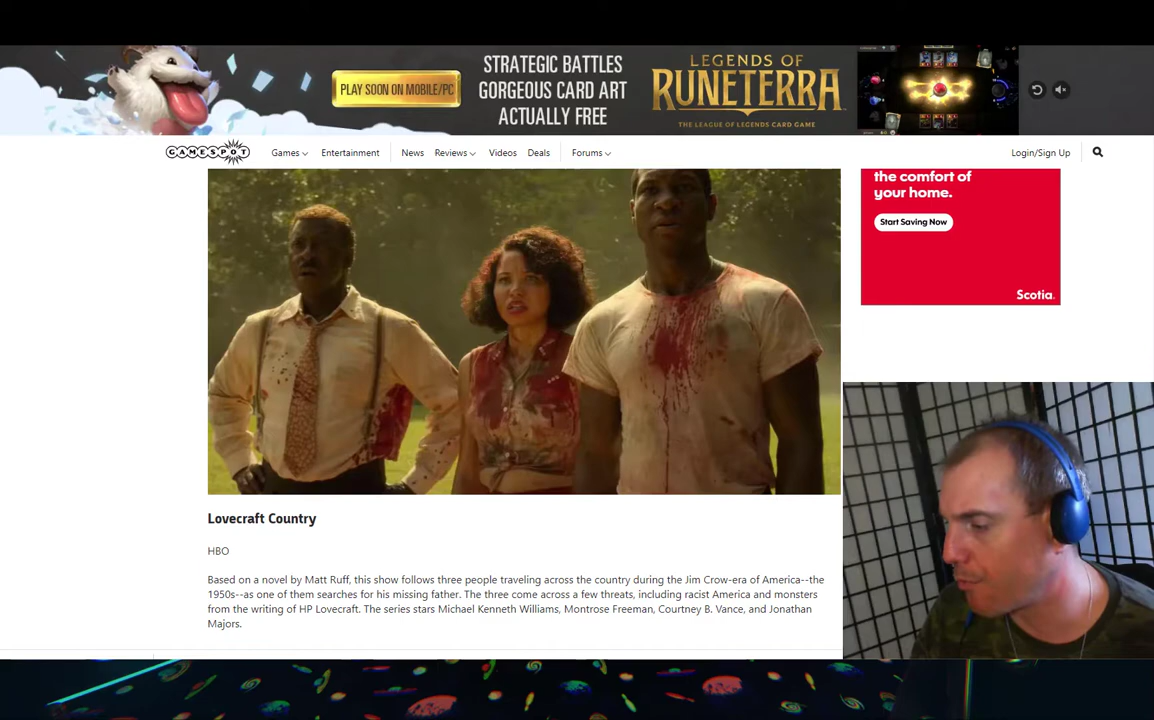 STRATEGIC BATTLES
GORGEOUS CARD ART
ACTUALLY FREE
PLAY SOON ON MOBILE/PC
LEGENDS OF
RUNETERRA
THE LEAGUE OF LEGENDS CARD GAME
GAMESPOT
Games
Entertainment
News
Reviews
Videos
Deals
Forums
Login/Sign Up
the comfort of
your home.
Start Saving Now
Scotia.
Lovecraft Country
HBO
Based on a novel by Matt Ruff, this show follows three people traveling across the country during the Jim Crow-era of America--the
1950s--as one of them searches for his missing father. The three come across a few threats, including racist America and monsters
from the writing of HP Lovecraft. The series stars Michael Kenneth Williams, Montrose Freeman, Courtney B. Vance, and Jonathan
Majors.